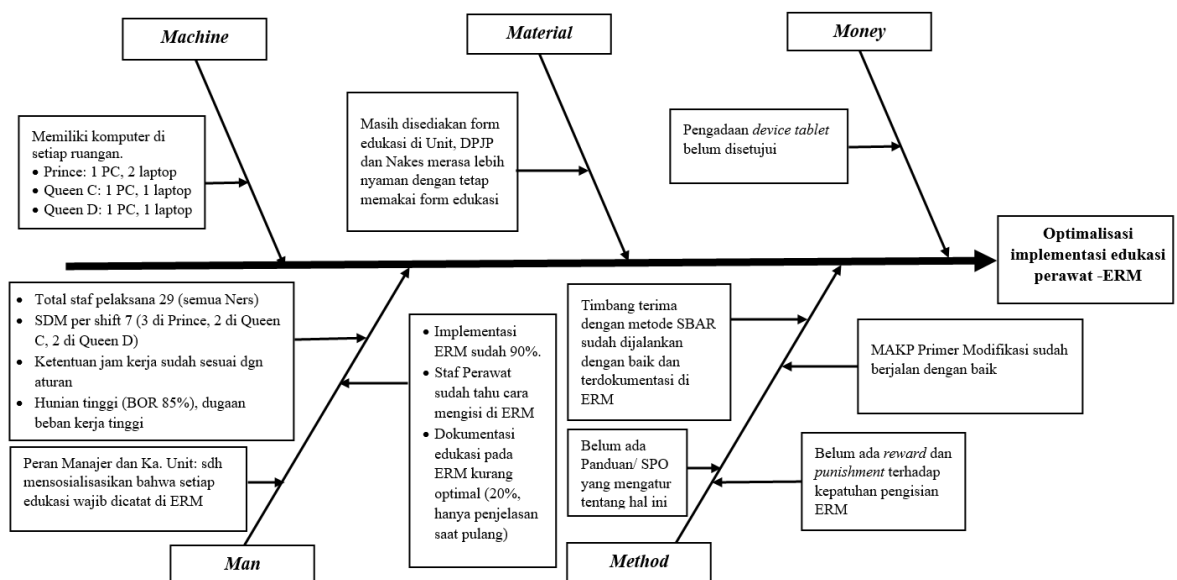 Machine
Material
Money
Memiliki komputer di
setiap ruangan.
• Prince: 1 PC, 2 laptop
• Queen C: 1 PC, 1 laptop
• Queen D: 1 PC, 1 laptop
Masih disediakan form
edukasi di Unit, DPJP
dan Nakes merasa lebih
nyaman dengan tetap
memakai form edukasi
Pengadaan device tablet
belum disetujui
Optimalisasi
implementasi edukasi
perawat -ERM
• Total staf pelaksana 29 (semua Ners)
• SDM per shift 7 (3 di Prince, 2 di Queen
C, 2 di Queen D)
• Ketentuan jam kerja sudah sesuai dgn
aturan
• Hunian tinggi (BOR 85%), dugaan
beban kerja tinggi
Peran Manajer dan Ka. Unit: sdh
mensosialisasikan bahwa setiap
edukasi wajib dicatat di ERM
• Implementasi
ERM sudah 90%.
• Staf Perawat
sudah tahu cara
mengisi di ERM
• Dokumentasi
edukasi pada
ERM kurang
optimal (20%,
hanya penjelasan
saat pulang)
Timbang terima
dengan metode SBAR
sudah dijalankan
dengan baik dan
terdokumentasi di
ERM
MAKP Primer Modifikasi sudah
berjalan dengan baik
Belum ada
Panduan/ SPO
yang mengatur
tentang hal ini
Belum ada reward dan
punishment terhadap
kepatuhan pengisian
ERM
Man
Method